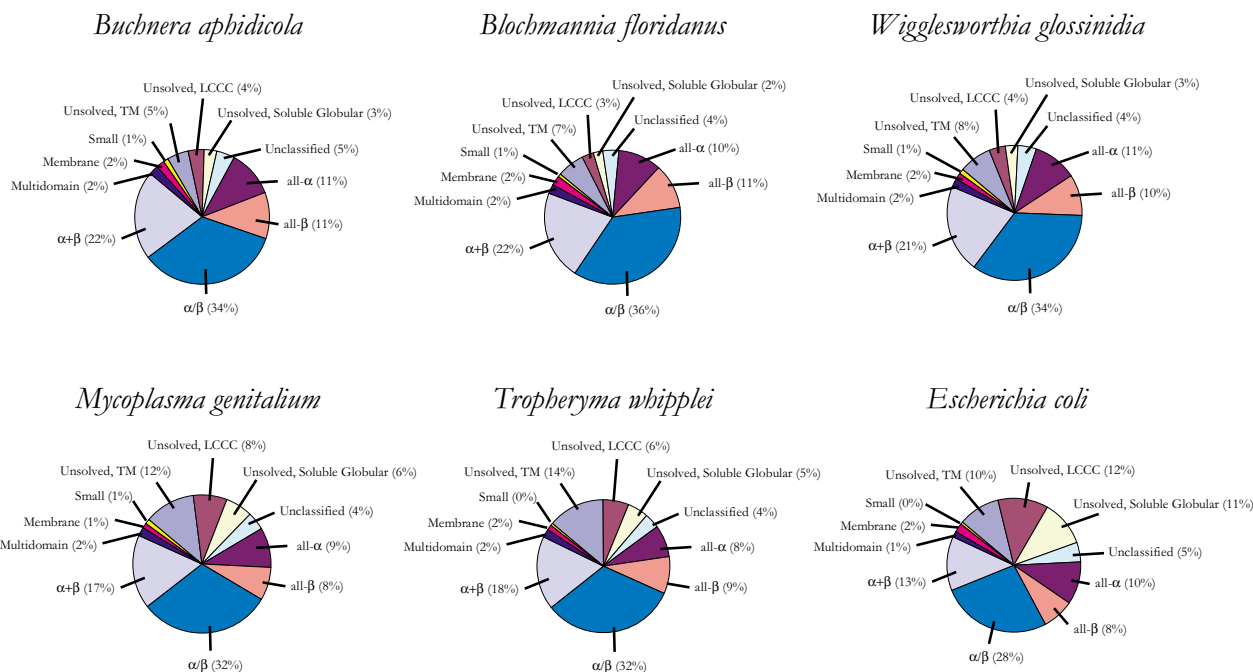 Buchnera aphidicola
Unsolved, LCCC (4%)
Unsolved, TM (5%)
Unsolved, Soluble Globular (3%)
Small (1%)
Unclassified (5%)
Membrane (2%)
Multidomain (2%)
all-α (11%)
all-β (11%)
α+β (22%)
α/β (34%)
Blochmannia floridanus
Unsolved, Soluble Globular (2%)
Unsolved, LCCC (3%)
Unsolved, TM (7%)
Unclassified (4%)
Small (1%)
all-α (10%)
Membrane (2%)
all-β (11%)
Multidomain (2%)
α+β (22%)
α/β (36%)
Wigglesworthia glossinidia
Unsolved, Soluble Globular (3%)
Unsolved, LCCC (4%)
Unclassified (4%)
Unsolved, TM (8%)
Small (1%)
all-α (11%)
Membrane (2%)
all-β (10%)
Multidomain (2%)
α+β (21%)
α/β (34%)
Mycoplasma genitalium
Unsolved, LCCC (8%)
Unsolved, TM (12%)
Unsolved, Soluble Globular (6%)
Small (1%)
Unclassified (4%)
Membrane (1%)
Multidomain (2%)
all-α (9%)
α+β (17%)
all-β (8%)
α/β (32%)
Tropheryma whipplei
Unsolved, LCCC (6%)
Unsolved, TM (14%)
Unsolved, Soluble Globular (5%)
Small (0%)
Unclassified (4%)
Membrane (2%)
Multidomain (2%)
all-α (8%)
α+β (18%)
all-β (9%)
α/β (32%)
Escherichia coli
Unsolved, LCCC (12%)
Unsolved, TM (10%)
Unsolved, Soluble Globular (11%)
Small (0%)
Membrane (2%)
Multidomain (1%)
Unclassified (5%)
α+β (13%)
all-α (10%)
all-β (8%)
α/β (28%)